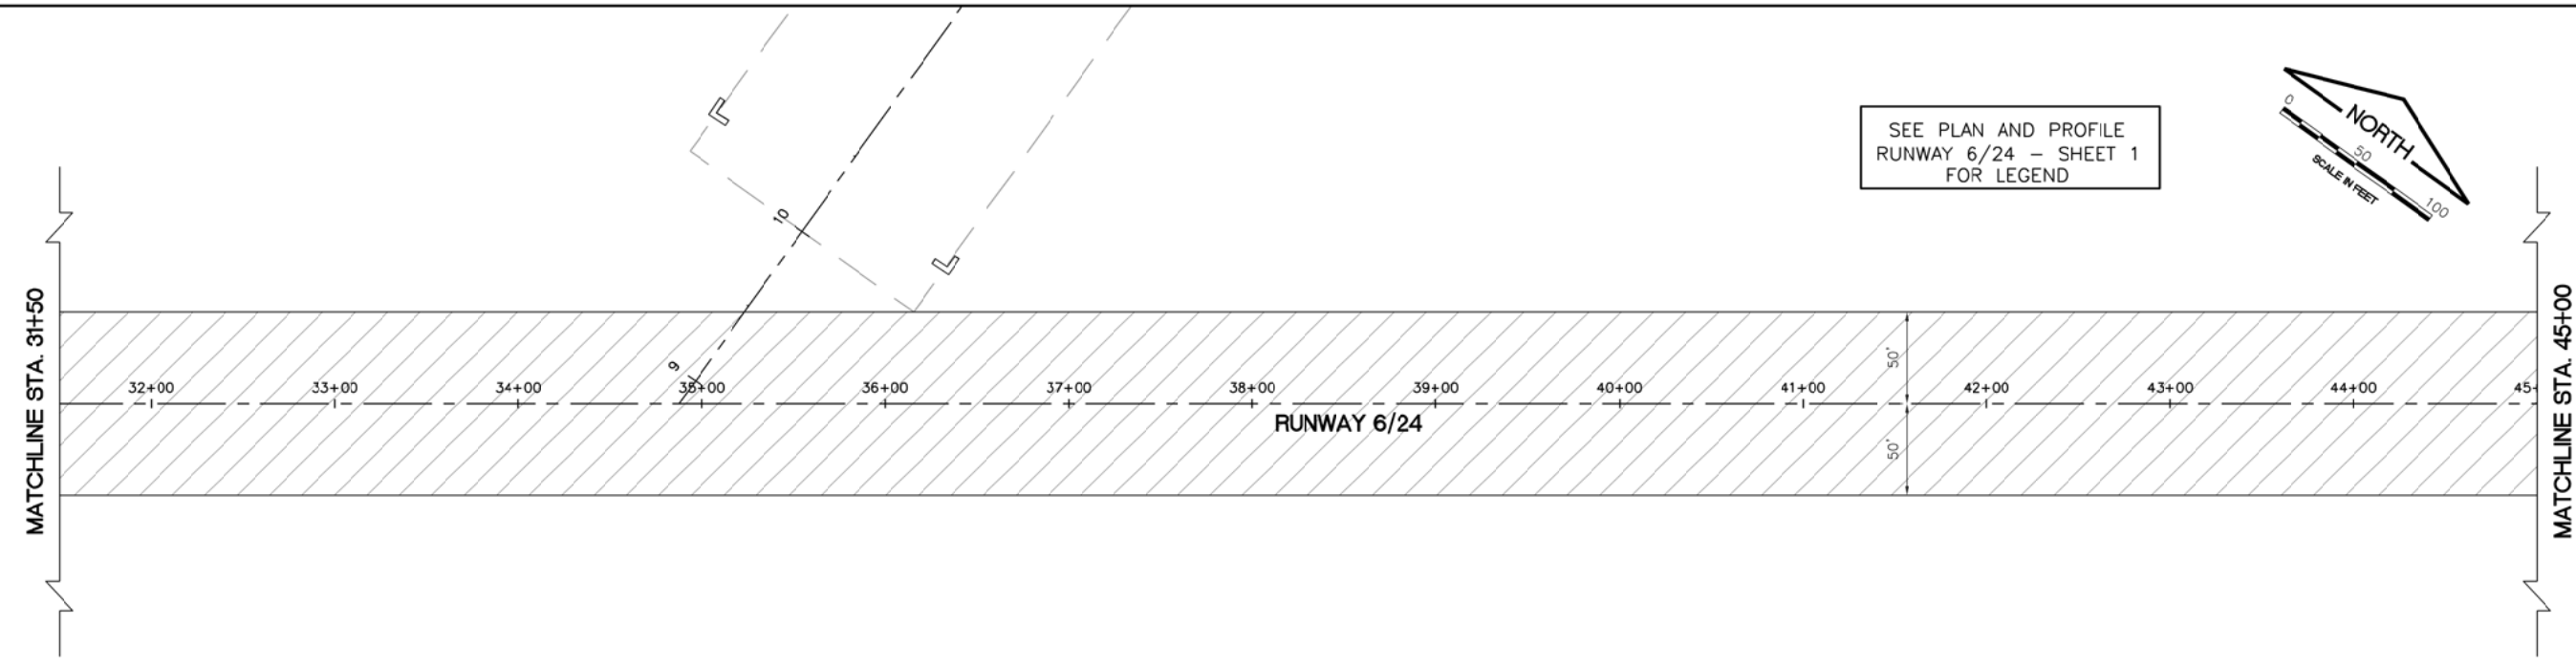 SEE PLAN AND PROFILE
RUNWAY 6/24 – SHEET 1
FOR LEGEND
NORTH
0
50
100
SCALE IN FEET
10
9
MATCHLINE STA. 31+50
32+00
33+00
34+00
35+00
36+00
37+00
38+00
39+00
40+00
41+00
42+00
43+00
44+00
45+
RUNWAY 6/24
50'
50'
MATCHLINE STA. 45+00